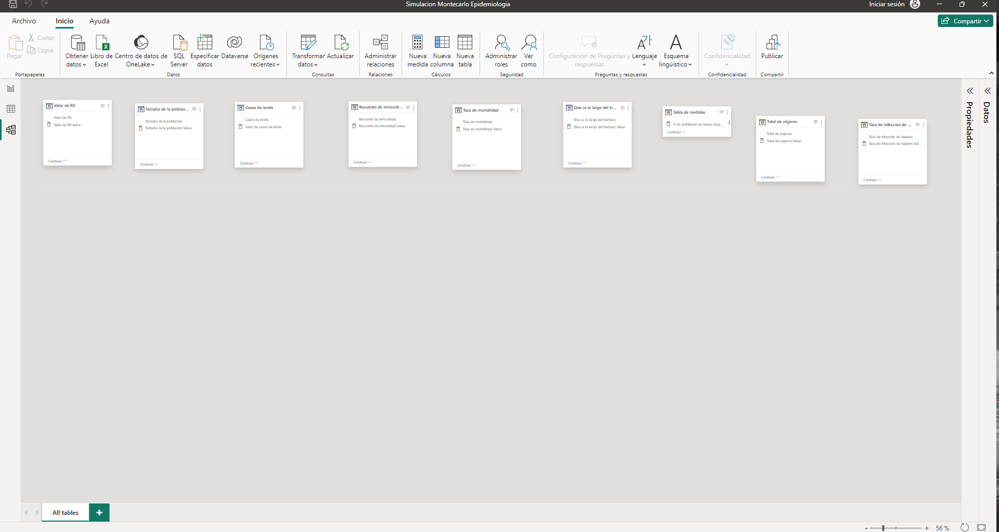 Simulacion Montecarlo Epidemiologia
Iniciar sesión
Archivo
Inicio
Ayuda
Compartir
Pegar
Cortar
Copia
Portapapeles
Obtener datos
Libro de Excel
Centro de datos de OneLake
SQL Server
Especificar datos
Dataverse
Orígenes recientes
Datos
Transformar datos
Actualizar
Consultas
Administrar relaciones
Relaciones
Nueva medida
Nueva columna
Nueva tabla
Cálculos
Administrar roles
Ver como
Seguridad
Configuración de Preguntas y respuestas
Lenguaje
Esquema lingüístico
Preguntas y respuestas
Confidencialidad
Confidencialidad
Publicar
Compartir
Valor de R0
Valor de R0
Valor de R0 Value
Contraer
Tamaño de la poblaci...
Tamaño de la población
Tamaño de la población Value
Contraer
Casos de brote
Casos de brote
Valor de casos de brote
Contraer
Recuento de inmunid...
Recuento de inmunidad
Recuento de inmunidad Value
Contraer
Tasa de mortalidad
Tasa de mortalidad
Tasa de mortalidad Value
Contraer
Días (a lo largo del ti...
Días (a lo largo del tiempo)
Días (a lo largo del tiempo) Value
Contraer
Tabla de medidas
% de población en riesgo resp...
Contraer
Total de viajeros
Total de viajeros
Total de viajeros Value
Contraer
Tasa de infección de ...
Tasa de infección de viajeros
Tasa de infección de viajeros Val...
Contraer
Propiedades
Datos
All tables
+
- + 56 %